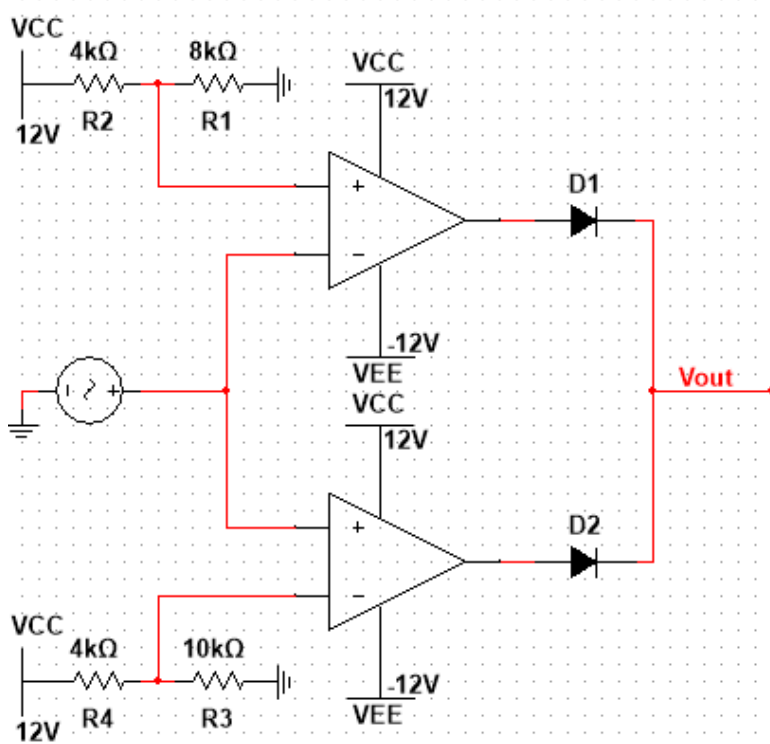 VCC
4kΩ
8kΩ
12V
R2
R1
VCC
12V
+
−
D1
-12V
VEE
+
Vout
VCC
12V
+
−
D2
VCC
4kΩ
10kΩ
12V
R4
R3
-12V
VEE